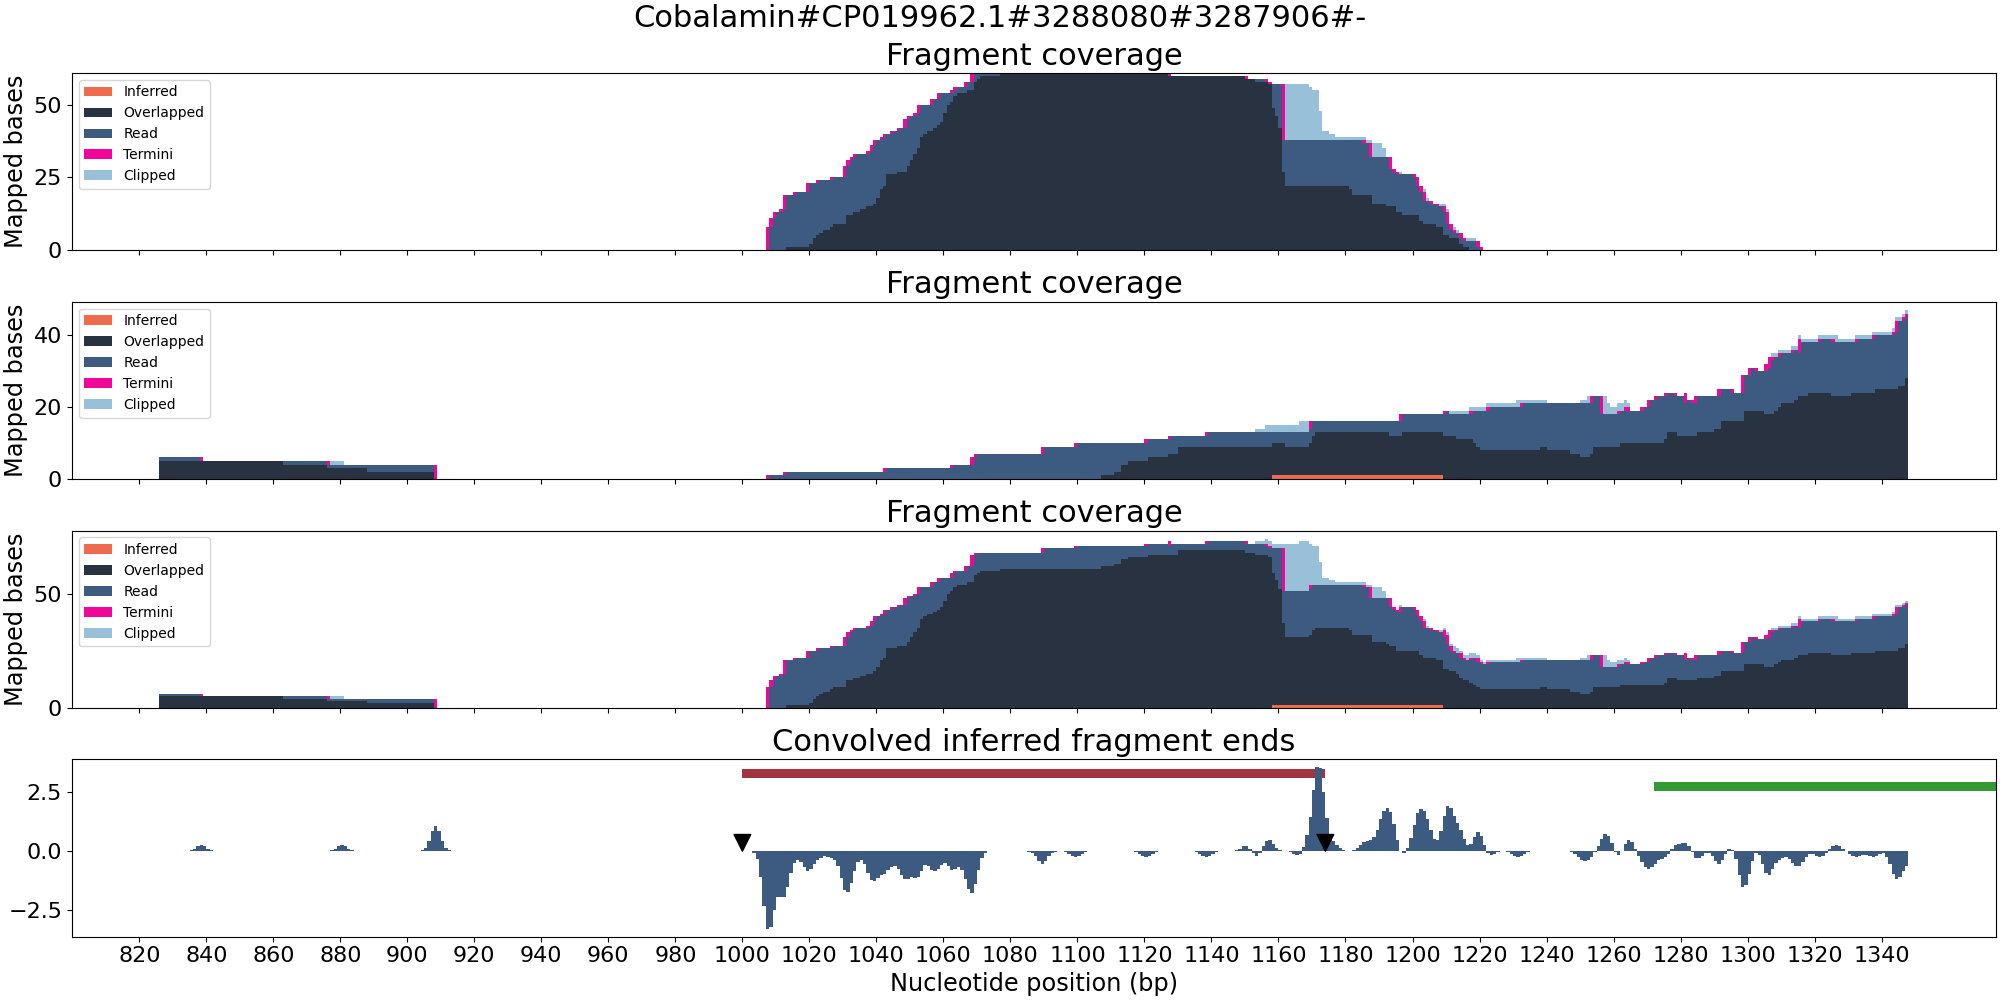 Cobalamin#CP019962.1#3288080#3287906#-
Fragment coverage
Mapped bases
50
25
0
Inferred
Overlapped
Read
Termini
Clipped
Fragment coverage
Mapped bases
40
20
0
Inferred
Overlapped
Read
Termini
Clipped
Fragment coverage
Mapped bases
50
0
Inferred
Overlapped
Read
Termini
Clipped
Convolved inferred fragment ends
2.5
0.0
−2.5
820 840 860 880 900 920 940 960 980 1000 1020 1040 1060 1080 1100 1120 1140 1160 1180 1200 1220 1240 1260 1280 1300 1320 1340
Nucleotide position (bp)